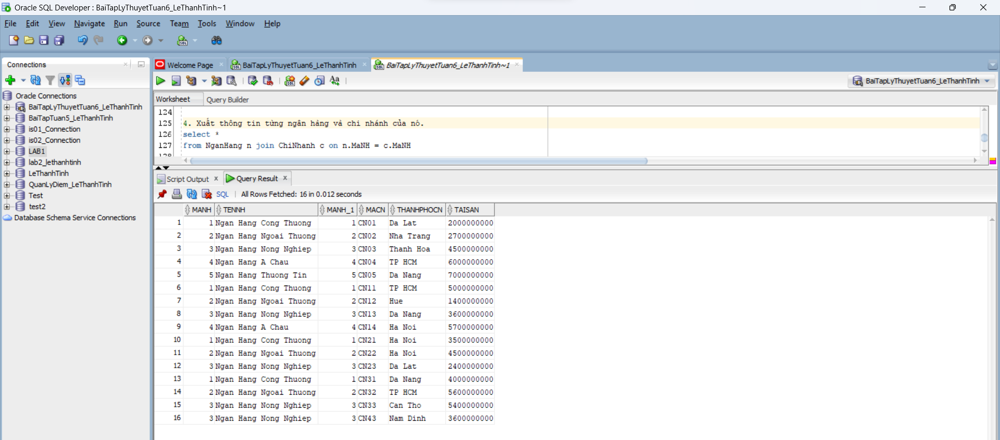 Oracle SQL Developer : BaiTapLyThuyetTuan6_LeThanhTinh~1
File Edit View Navigate Run Source Team Tools Window Help
Connections
Oracle Connections
BaiTapLyThuyetTuan6_LeThanhTinh
BaiTapTuan5_LeThanhTinh
is01_Connection
is02_Connection
LAB1
lab2_lethanhtinh
LeThanhTinh
QuanLyDiem_LeThanhTinh
Test
test2
Database Schema Service Connections
Welcome Page BaiTapLyThuyetTuan6_LeThanhTinh BaiTapLyThuyetTuan6_LeThanhTinh~1
BaiTapLyThuyetTuan6_LeThanhTinh
Worksheet Query Builder
124
125 4. Xuất thông tin từng ngân hàng và chi nhánh của nó.
126 select *
127 from NganHang n join ChiNhanh c on n.MaNH = c.MaNH
128
Script Output Query Result
SQL All Rows Fetched: 16 in 0.012 seconds
MANH TENNH MANH_1 MACN THANHPHOCN TAISAN
1 1 Ngan Hang Cong Thuong 1 CN01 Da Lat 2000000000
2 2 Ngan Hang Ngoai Thuong 2 CN02 Nha Trang 2700000000
3 3 Ngan Hang Nong Nghiep 3 CN03 Thanh Hoa 4500000000
4 4 Ngan Hang A Chau 4 CN04 TP HCM 6000000000
5 5 Ngan Hang Thuong Tin 5 CN05 Da Nang 7000000000
6 1 Ngan Hang Cong Thuong 1 CN11 TP HCM 5000000000
7 2 Ngan Hang Ngoai Thuong 2 CN12 Hue 1400000000
8 3 Ngan Hang Nong Nghiep 3 CN13 Da Nang 3600000000
9 4 Ngan Hang A Chau 4 CN14 Ha Noi 5700000000
10 1 Ngan Hang Cong Thuong 1 CN21 Ha Noi 3500000000
11 2 Ngan Hang Ngoai Thuong 2 CN22 Ha Noi 4500000000
12 3 Ngan Hang Nong Nghiep 3 CN23 Da Lat 2400000000
13 1 Ngan Hang Cong Thuong 1 CN31 Da Nang 4000000000
14 2 Ngan Hang Ngoai Thuong 2 CN32 TP HCM 5600000000
15 3 Ngan Hang Nong Nghiep 3 CN33 Can Tho 5400000000
16 3 Ngan Hang Nong Nghiep 3 CN43 Nam Dinh 3600000000